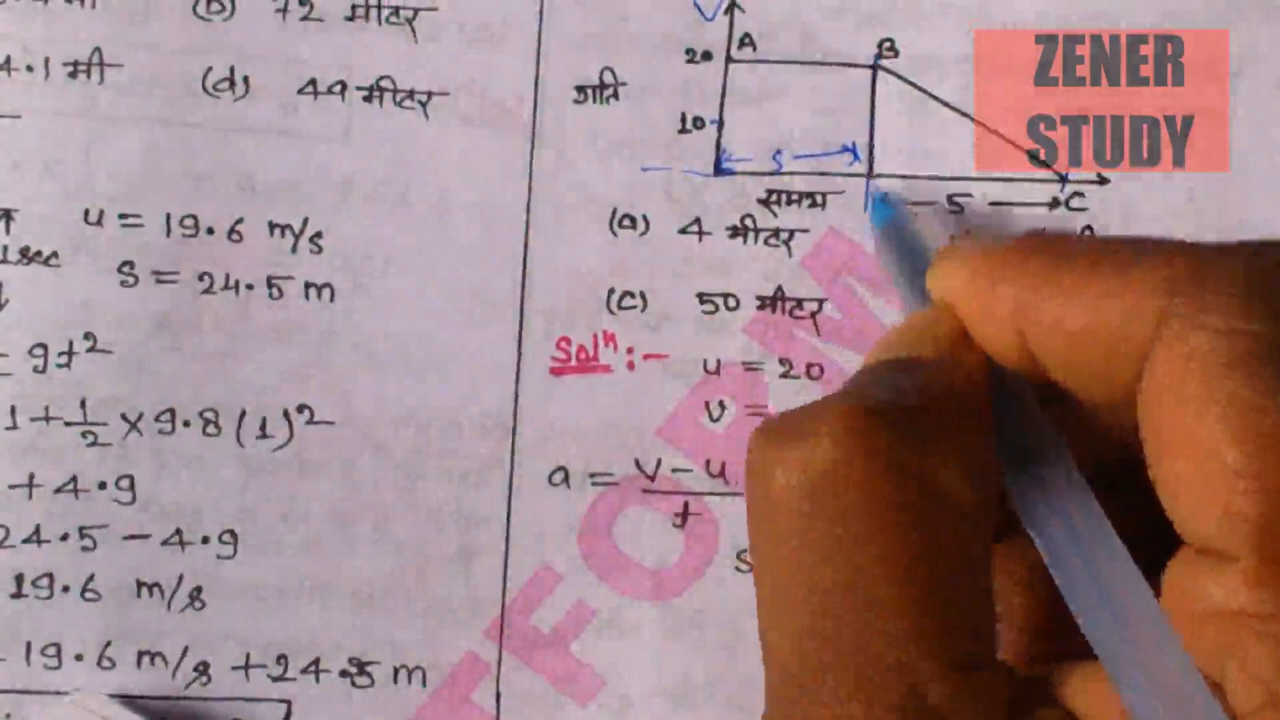 (b) 72 मीटर
4.1 मी
(d) 49 मीटर
u = 19.6 m/s
1sec
S = 24.5 m
= gt²
1 + 1/2 × 9.8 (1)²
+ 4.9
24.5 - 4.9
19.6 m/s
19.6 m/s + 24.5 m
V
20 A B
गति
10
5
समय
5 C
(a) 4 मीटर
(c) 50 मीटर
Solⁿ :-
u = 20
v =
a = v - u / t
S
ZENER
STUDY